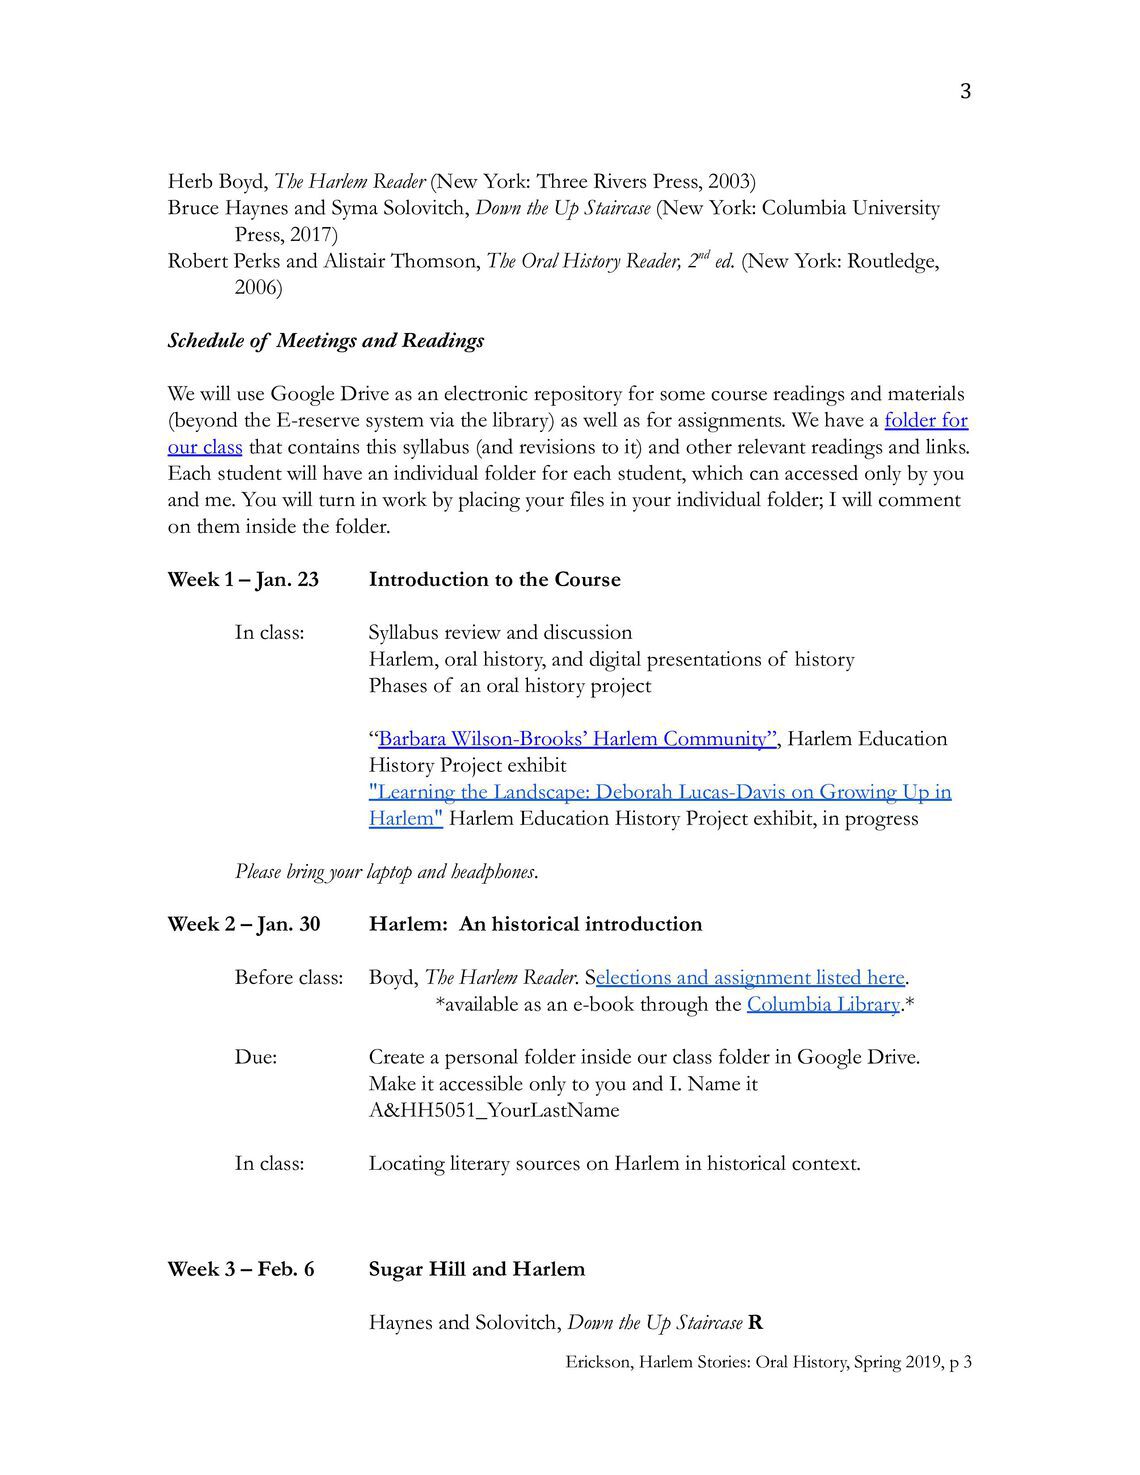 3
Herb Boyd, The Harlem Reader (New York: Three Rivers Press, 2003)
Bruce Haynes and Syma Solovitch, Down the Up Staircase (New York: Columbia University
Press, 2017)
Robert Perks and Alistair Thomson, The Oral History Reader, 2nd ed. (New York: Routledge,
2006)
Schedule of Meetings and Readings
We will use Google Drive as an electronic repository for some course readings and materials
(beyond the E-reserve system via the library) as well as for assignments. We have a folder for
our class that contains this syllabus (and revisions to it) and other relevant readings and links.
Each student will have an individual folder for each student, which can accessed only by you
and me. You will turn in work by placing your files in your individual folder; I will comment
on them inside the folder.
Week 1 – Jan. 23 Introduction to the Course
In class: Syllabus review and discussion
Harlem, oral history, and digital presentations of history
Phases of an oral history project
“Barbara Wilson-Brooks’ Harlem Community”, Harlem Education
History Project exhibit
"Learning the Landscape: Deborah Lucas-Davis on Growing Up in
Harlem" Harlem Education History Project exhibit, in progress
Please bring your laptop and headphones.
Week 2 – Jan. 30 Harlem: An historical introduction
Before class: Boyd, The Harlem Reader. Selections and assignment listed here.
*available as an e-book through the Columbia Library.*
Due: Create a personal folder inside our class folder in Google Drive.
Make it accessible only to you and I. Name it
A&HH5051_YourLastName
In class: Locating literary sources on Harlem in historical context.
Week 3 – Feb. 6 Sugar Hill and Harlem
Haynes and Solovitch, Down the Up Staircase R
Erickson, Harlem Stories: Oral History, Spring 2019, p 3